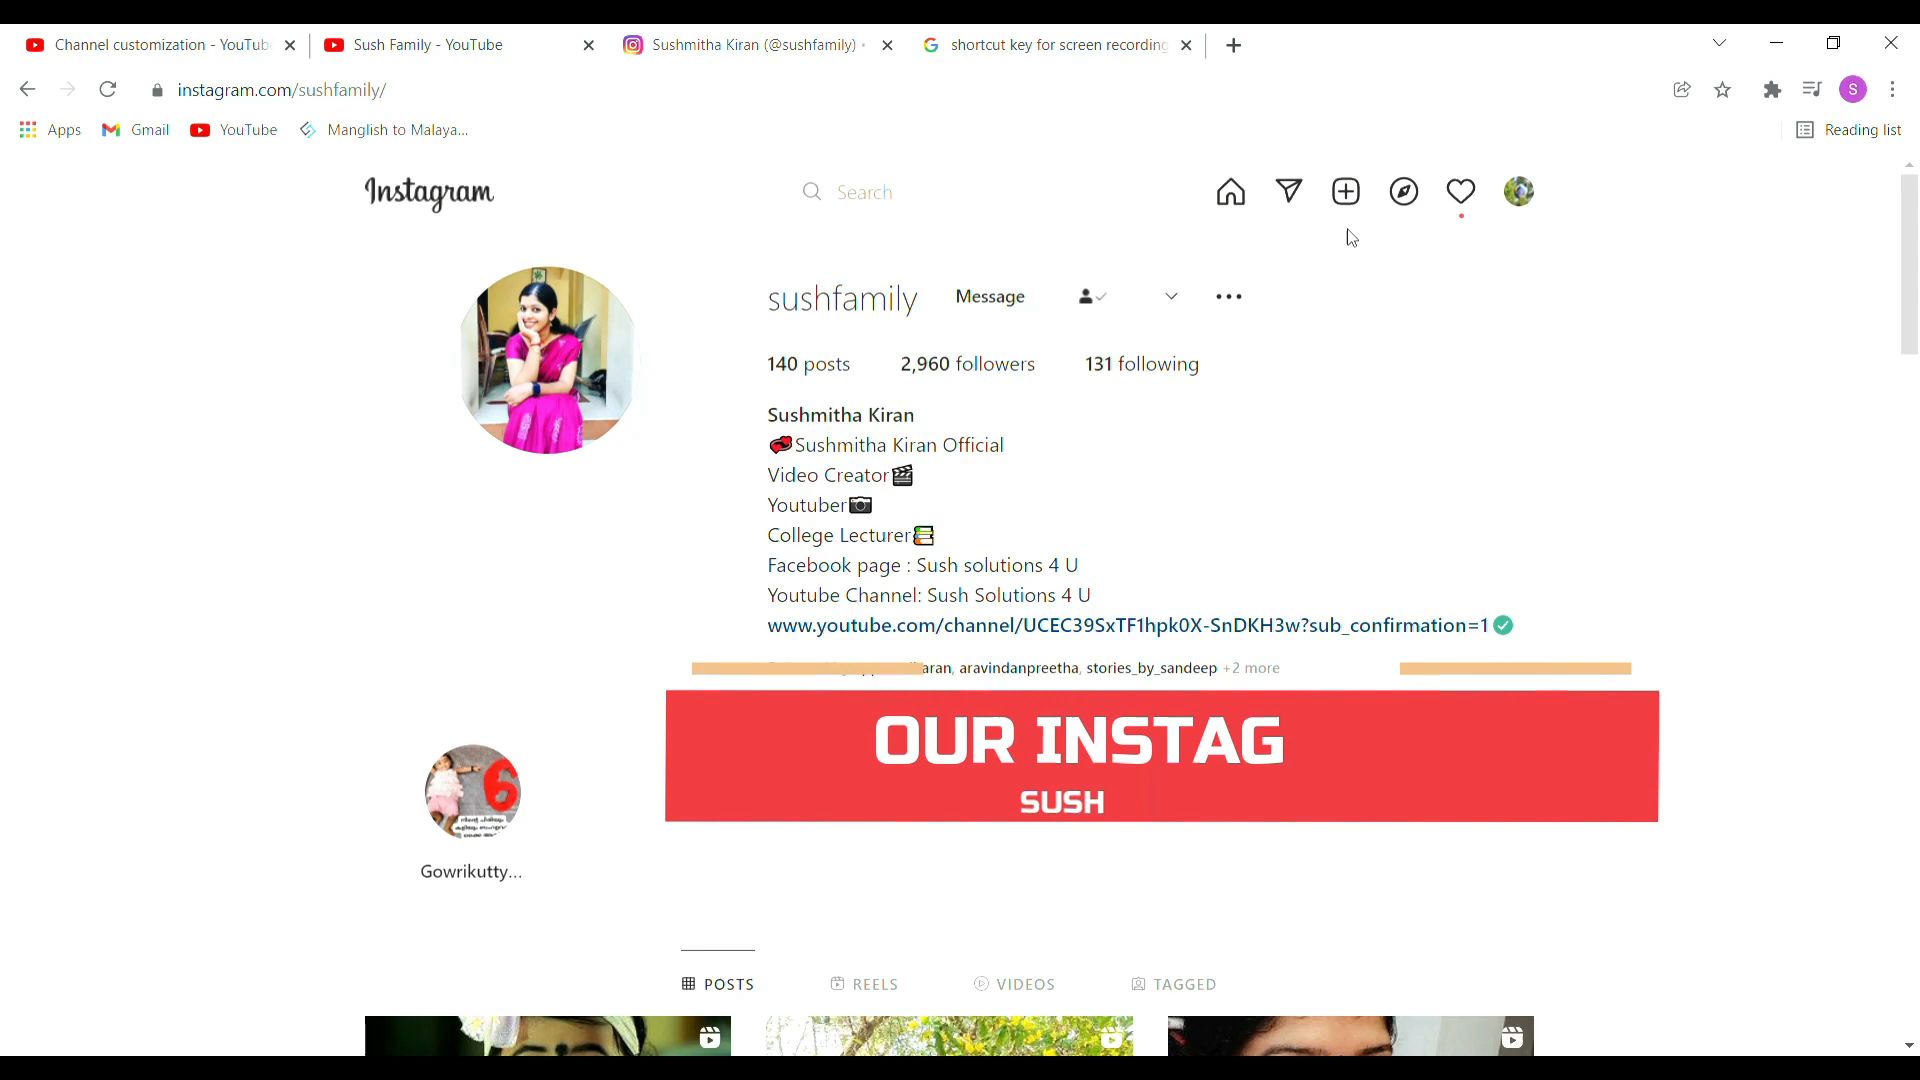 Channel customization - YouTub
Sush Family - YouTube
Sushmitha Kiran (@sushfamily) •
shortcut key for screen recording
instagram.com/sushfamily/
S
Apps
Gmail
YouTube
Manglish to Malaya...
Reading list
Instagram
Search
sushfamily
Message
140 posts
2,960 followers
131 following
Sushmitha Kiran
Sushmitha Kiran Official
Video Creator
Youtuber
College Lecturer
Facebook page : Sush solutions 4 U
Youtube Channel: Sush Solutions 4 U
www.youtube.com/channel/UCEC39SxTF1hpk0X-SnDKH3w?sub_confirmation=1
aran, aravindanpreetha, stories_by_sandeep +2 more
OUR INSTAG
SUSH
6
Gowrikutty...
POSTS
REELS
VIDEOS
TAGGED